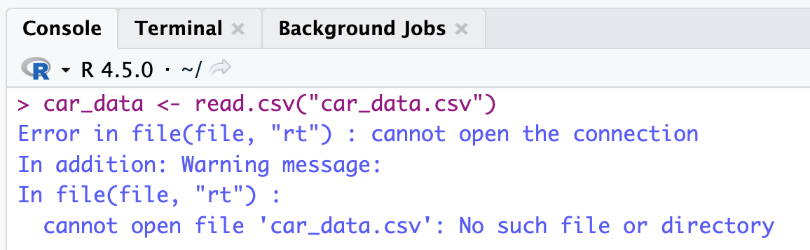 Console Terminal Background Jobs
R R 4.5.0 · ~/
> car_data <- read.csv("car_data.csv")
Error in file(file, "rt") : cannot open the connection
In addition: Warning message:
In file(file, "rt") :
  cannot open file 'car_data.csv': No such file or directory